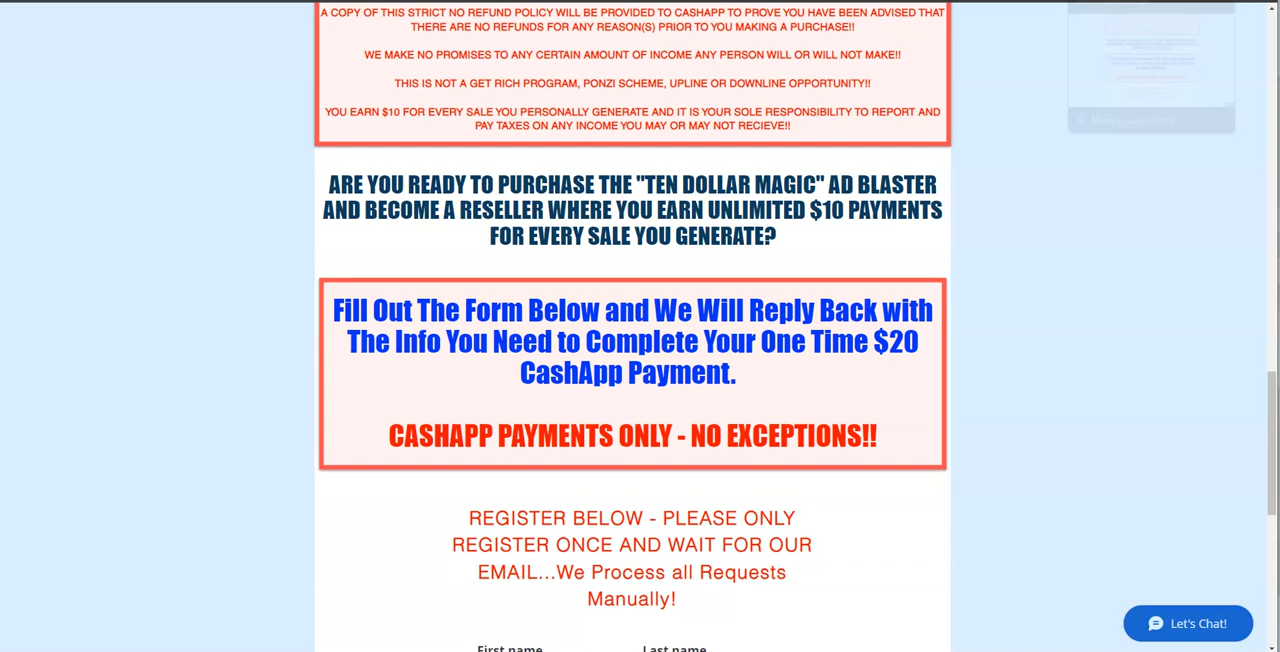 A COPY OF THIS STRICT NO REFUND POLICY WILL BE PROVIDED TO CASHAPP TO PROVE YOU HAVE BEEN ADVISED THAT
THERE ARE NO REFUNDS FOR ANY REASON(S) PRIOR TO YOU MAKING A PURCHASE!!
WE MAKE NO PROMISES TO ANY CERTAIN AMOUNT OF INCOME ANY PERSON WILL OR WILL NOT MAKE!!
THIS IS NOT A GET RICH PROGRAM, PONZI SCHEME, UPLINE OR DOWNLINE OPPORTUNITY!!
YOU EARN $10 FOR EVERY SALE YOU PERSONALLY GENERATE AND IT IS YOUR SOLE RESPONSIBILITY TO REPORT AND
PAY TAXES ON ANY INCOME YOU MAY OR MAY NOT RECIEVE!!
ARE YOU READY TO PURCHASE THE "TEN DOLLAR MAGIC" AD BLASTER
AND BECOME A RESELLER WHERE YOU EARN UNLIMITED $10 PAYMENTS
FOR EVERY SALE YOU GENERATE?
Fill Out The Form Below and We Will Reply Back with
The Info You Need to Complete Your One Time $20
CashApp Payment.
CASHAPP PAYMENTS ONLY - NO EXCEPTIONS!!
REGISTER BELOW - PLEASE ONLY
REGISTER ONCE AND WAIT FOR OUR
EMAIL...We Process all Requests
Manually!
First name Last name
Let's Chat!